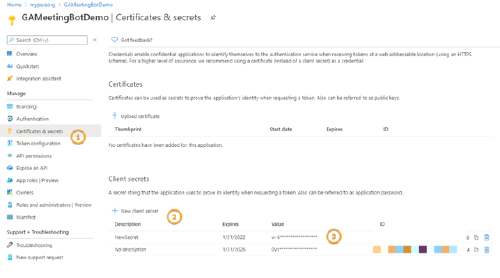 Home > myppsorg > GAMeetingBotDemo
GAMeetingBotDemo | Certificates & secrets
Search (Ctrl+/)
Got feedback?
Overview
Quickstart
Integration assistant
Manage
Branding
Authentication
Certificates & secrets
Token configuration
API permissions
Expose an API
App roles | Preview
Owners
Roles and administrators | Preview
Manifest
Support + Troubleshooting
Troubleshooting
New support request
1
Credentials enable confidential applications to identify themselves to the authentication service when receiving tokens at a web addressable location (using an HTTPS
scheme). For a higher level of assurance, we recommend using a certificate (instead of a client secret) as a credential.
Certificates
Certificates can be used as secrets to prove the application's identity when requesting a token. Also can be referred to as public keys.
Upload certificate
Thumbprint Start date Expires ID
No certificates have been added for this application.
Client secrets
A secret string that the application uses to prove its identity when requesting a token. Also can be referred to as application password.
New client secret
2
Description Expires Value ID
NewSecret 1/31/2022
3
No description